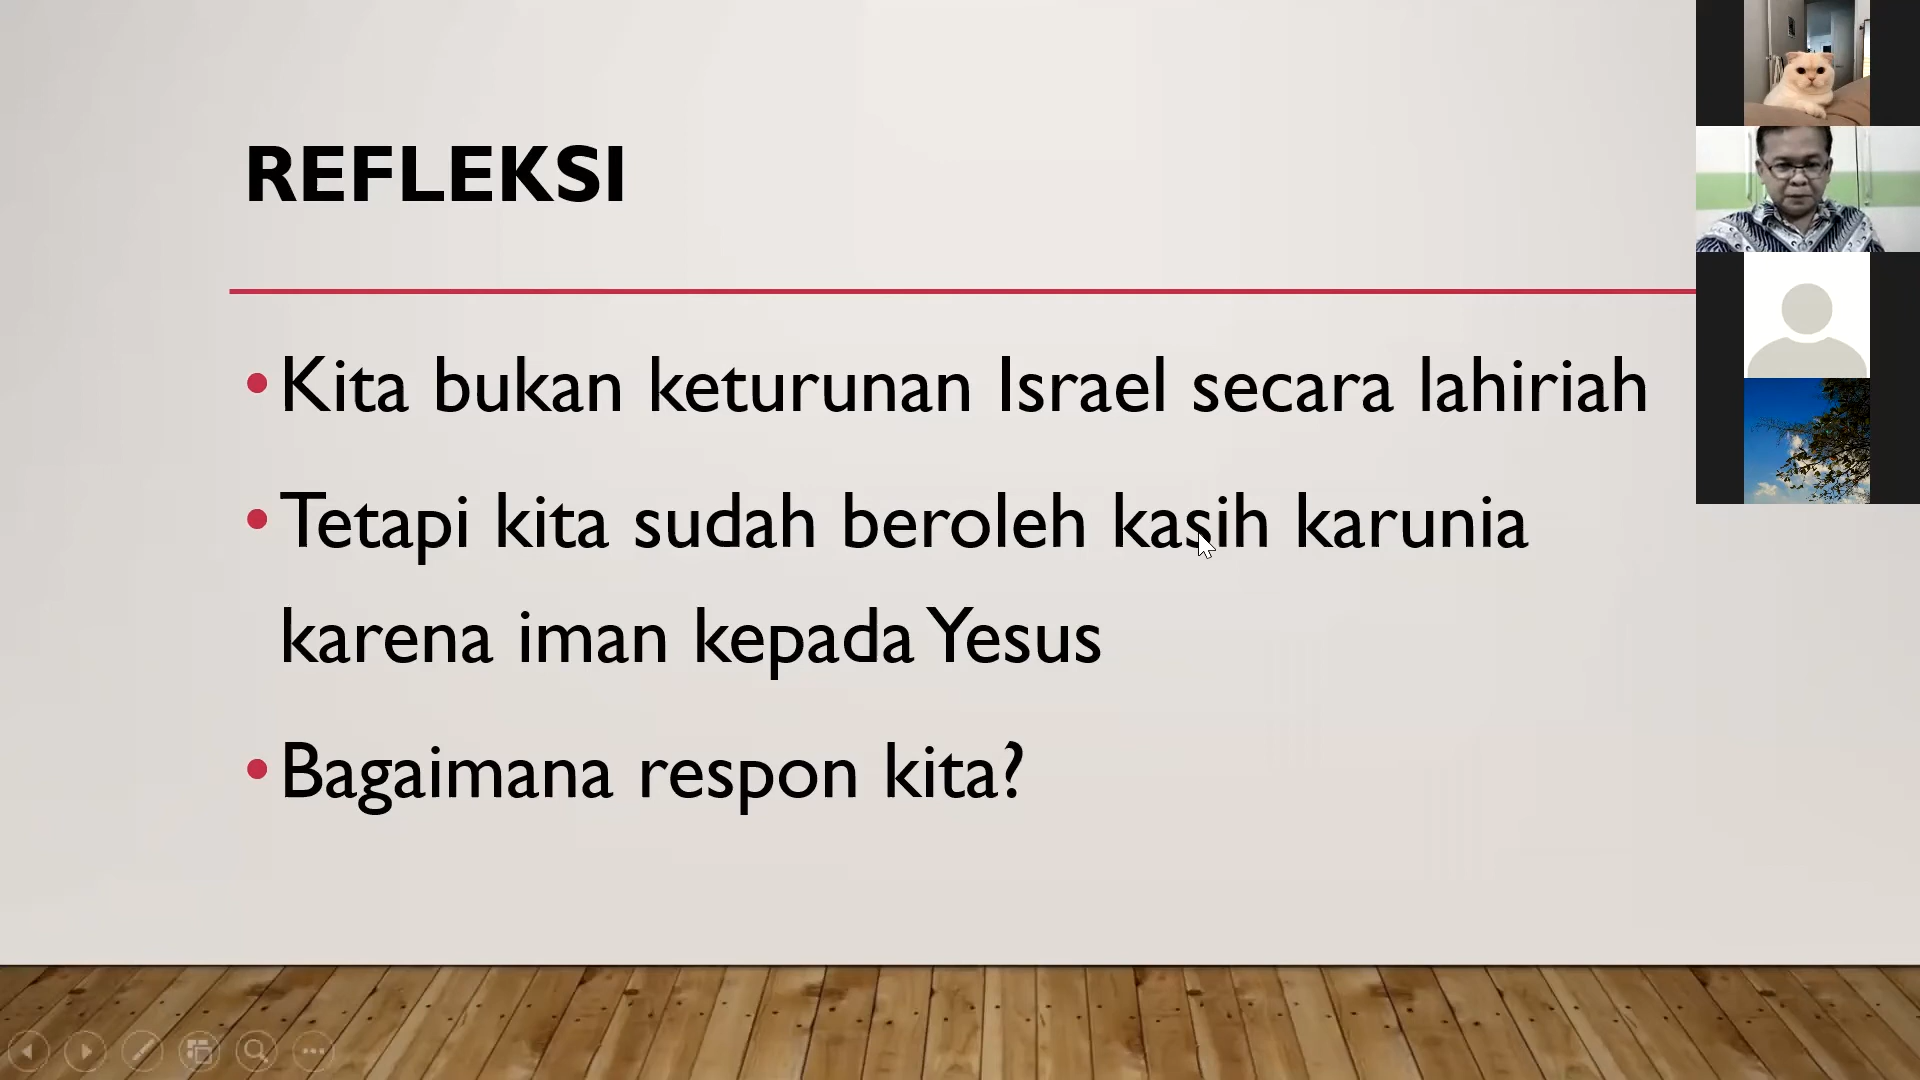 REFLEKSI
•Kita bukan keturunan Israel secara lahiriah
•Tetapi kita sudah beroleh kasih karunia
karena iman kepada Yesus
•Bagaimana respon kita?